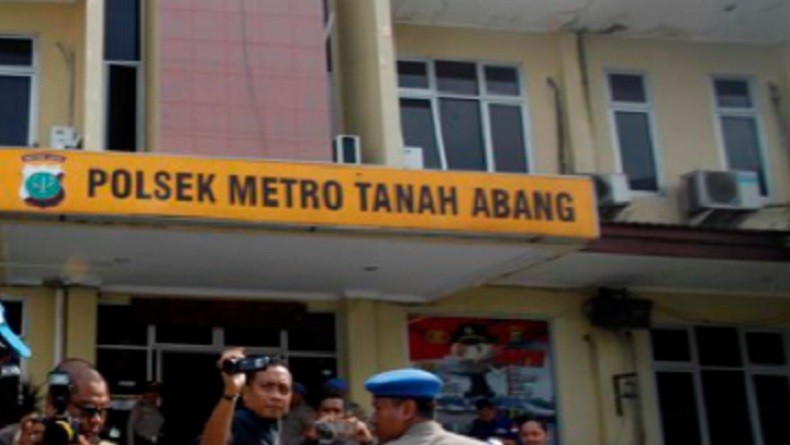 POLSEK METRO TANAH ABANG